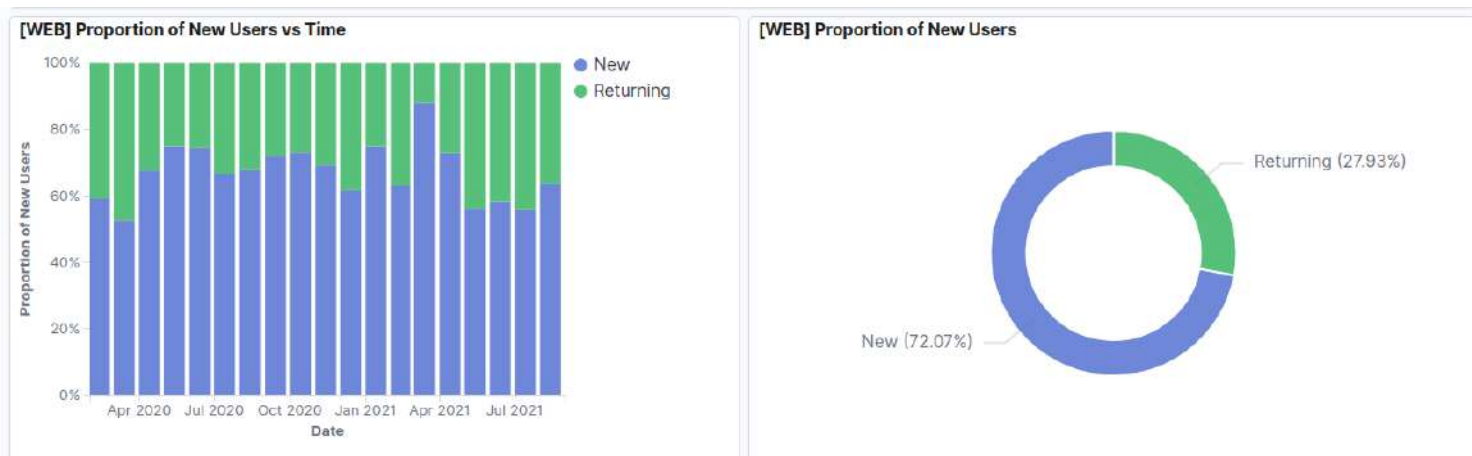 [WEB] Proportion of New Users vs Time
100%
80%
60%
40%
20%
0%
Proportion of New Users
Apr 2020 Jul 2020 Oct 2020 Jan 2021 Apr 2021 Jul 2021
Date
New
Returning
[WEB] Proportion of New Users
Returning (27.93%)
New (72.07%)